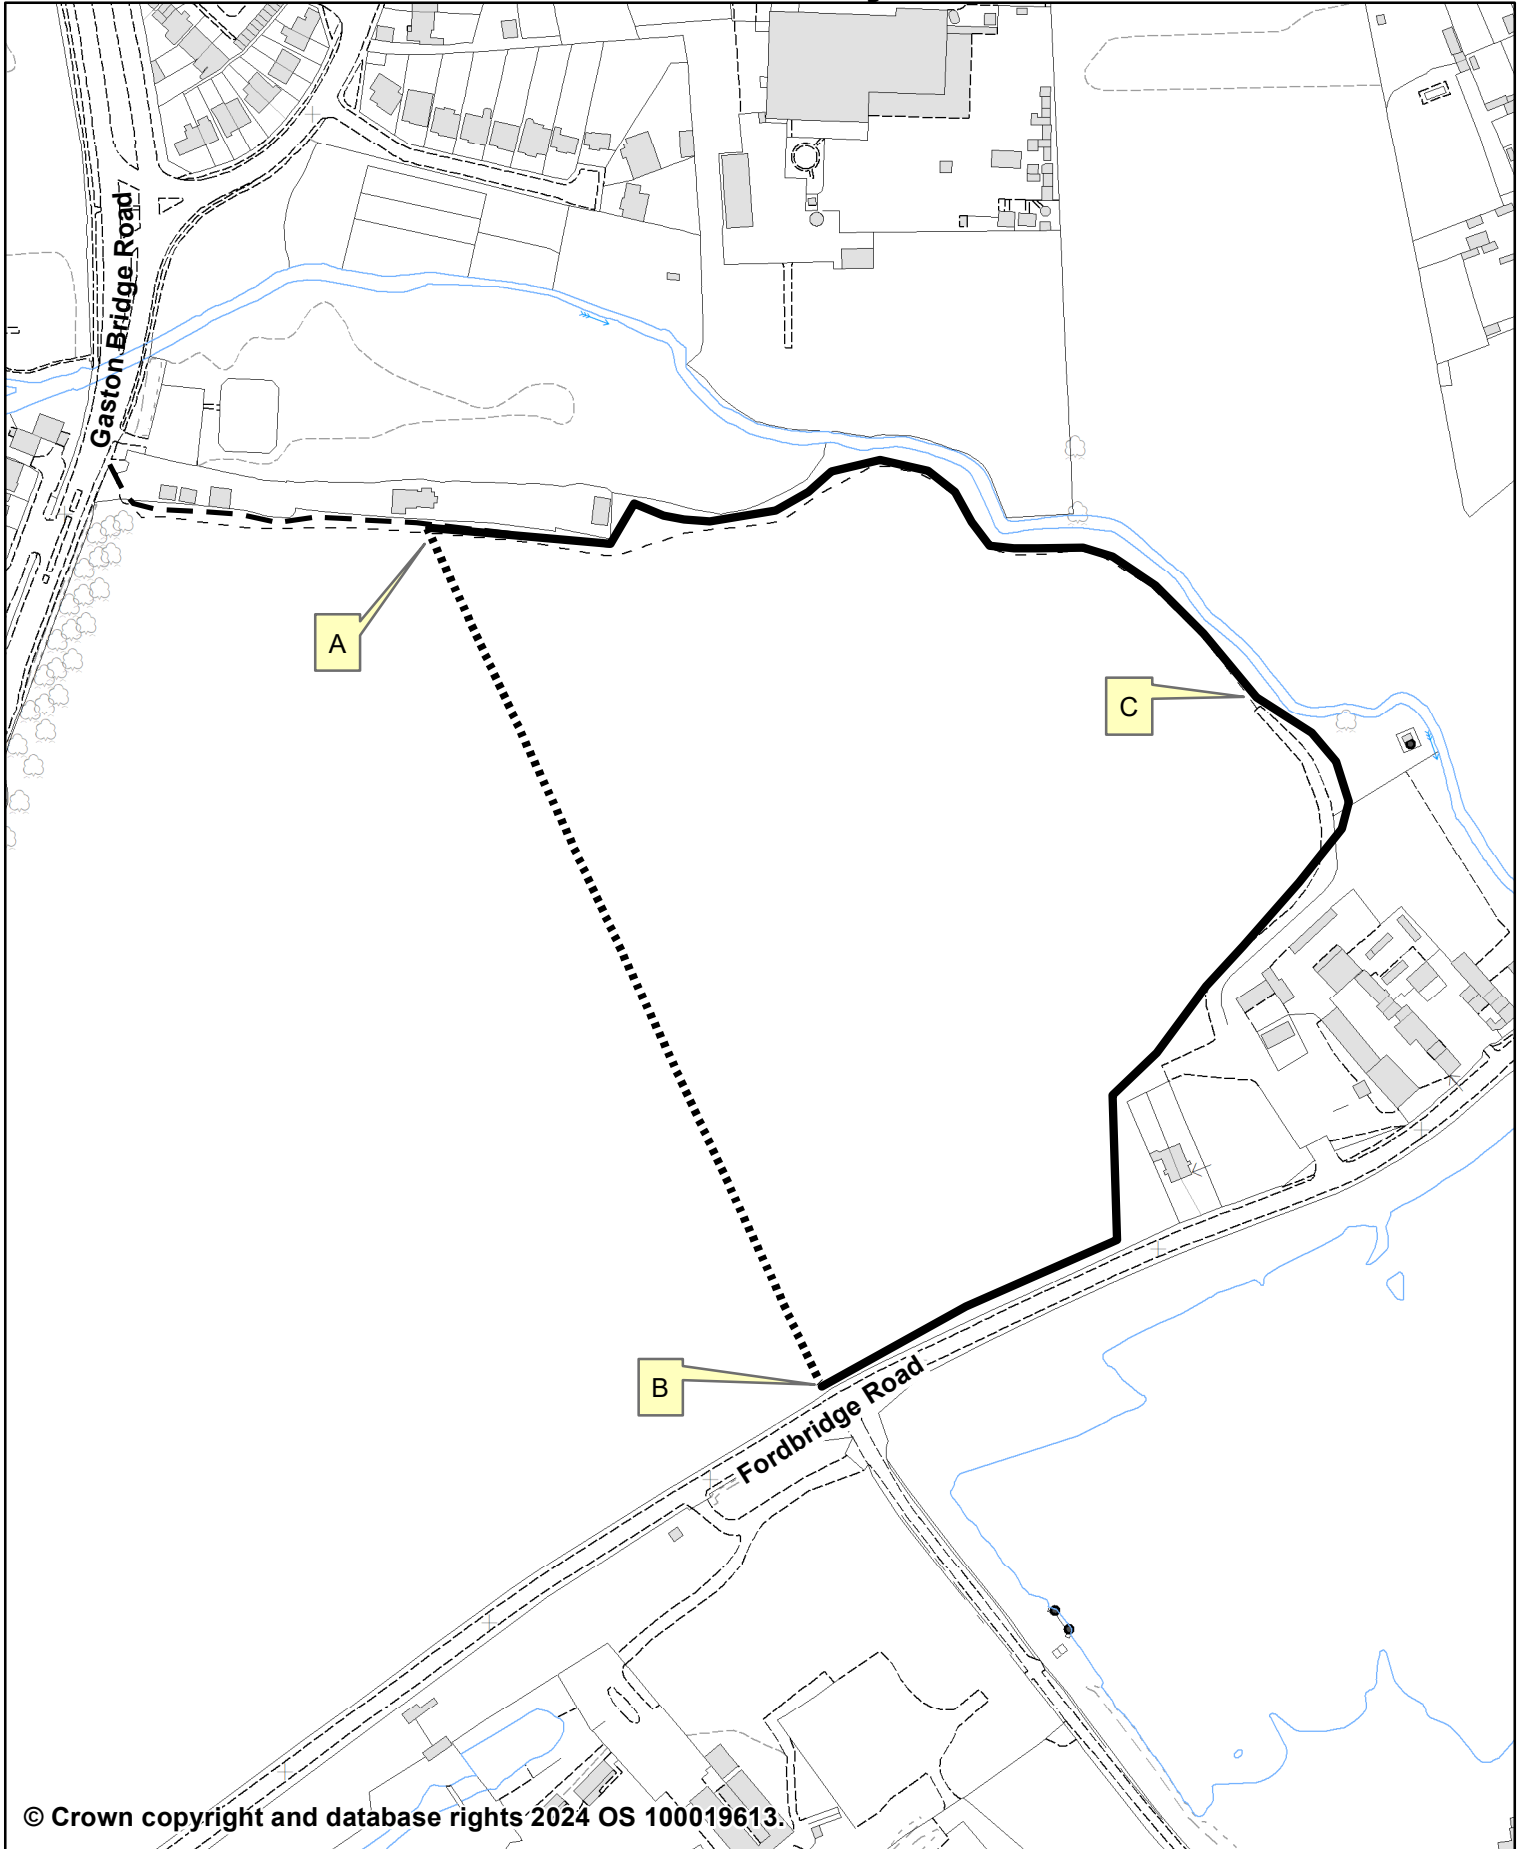 Gaston Bridge Road
A
C
B
Fordbridge Road
© Crown copyright and database rights 2024 OS 100019613.